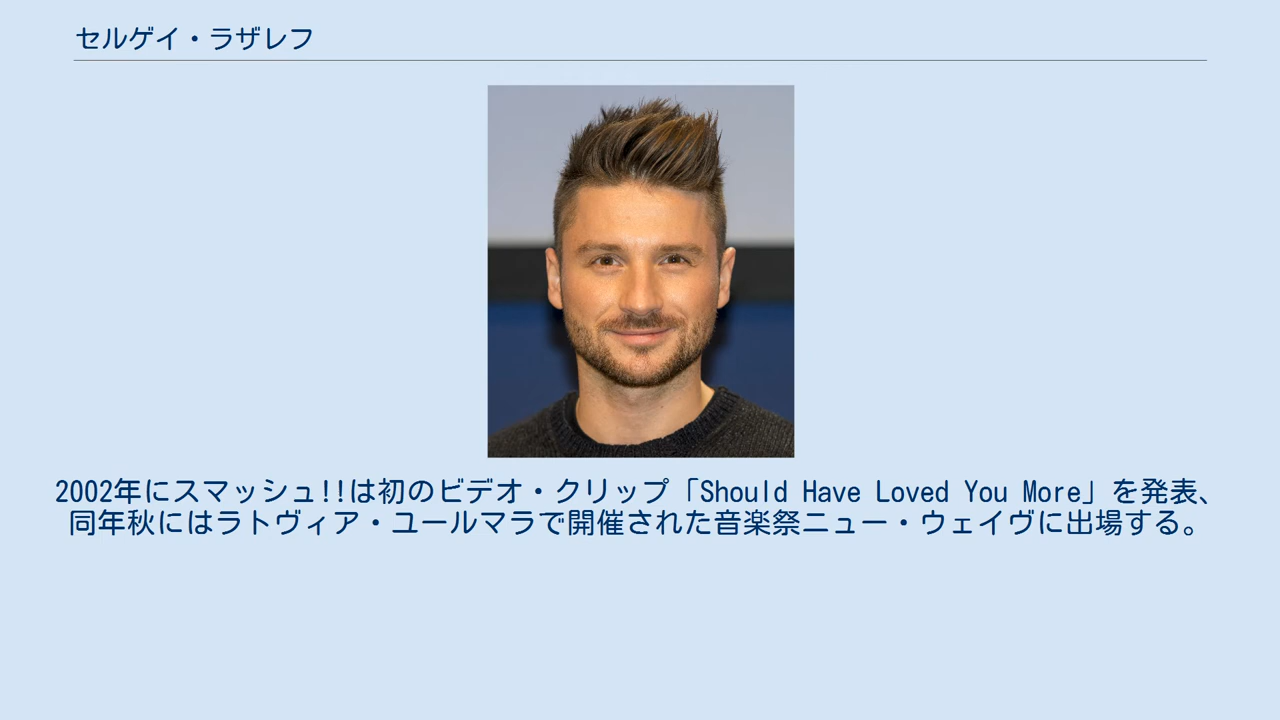 セルゲイ・ラザレフ
2002年にスマッシュ!!は初のビデオ・クリップ「Should Have Loved You More」を発表、
同年秋にはラトヴィア・ユールマラで開催された音楽祭ニュー・ウェイヴに出場する。